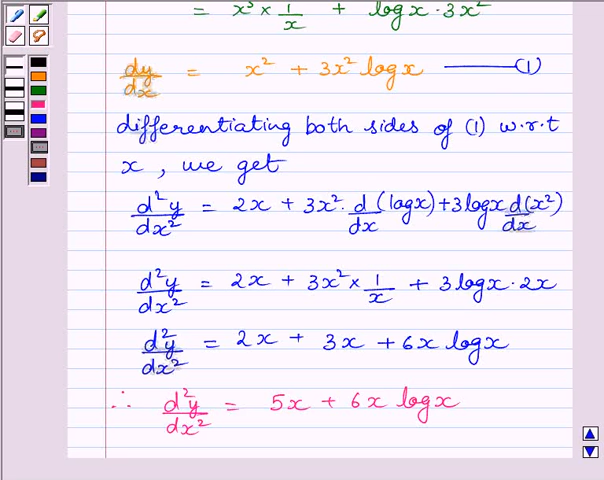 = x³ × 1/x + log x · 3x²
dy/dx = x² + 3x² log x ——— (1)
differentiating both sides of (1) w.r.t
x, we get
d²y/dx² = 2x + 3x² · d/dx (log x) + 3 log x d(x²)/dx
d²y/dx² = 2x + 3x² × 1/x + 3 log x · 2x
d²y/dx² = 2x + 3x + 6x log x
∴ d²y/dx² = 5x + 6x log x